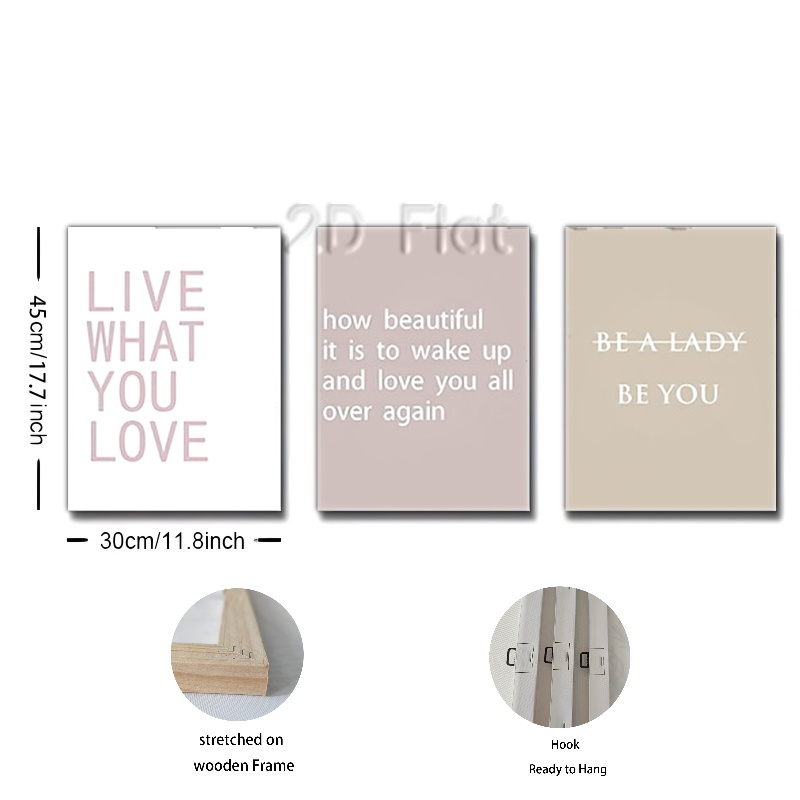 2.D Flat
LIVE
WHAT
YOU
LOVE
how beautiful
it is to wake up
and love you all
over again
BE A LADY
BE YOU
45cm/17.7inch
30cm/11.8inch
stretched on
wooden Frame
Hook
Ready to Hang